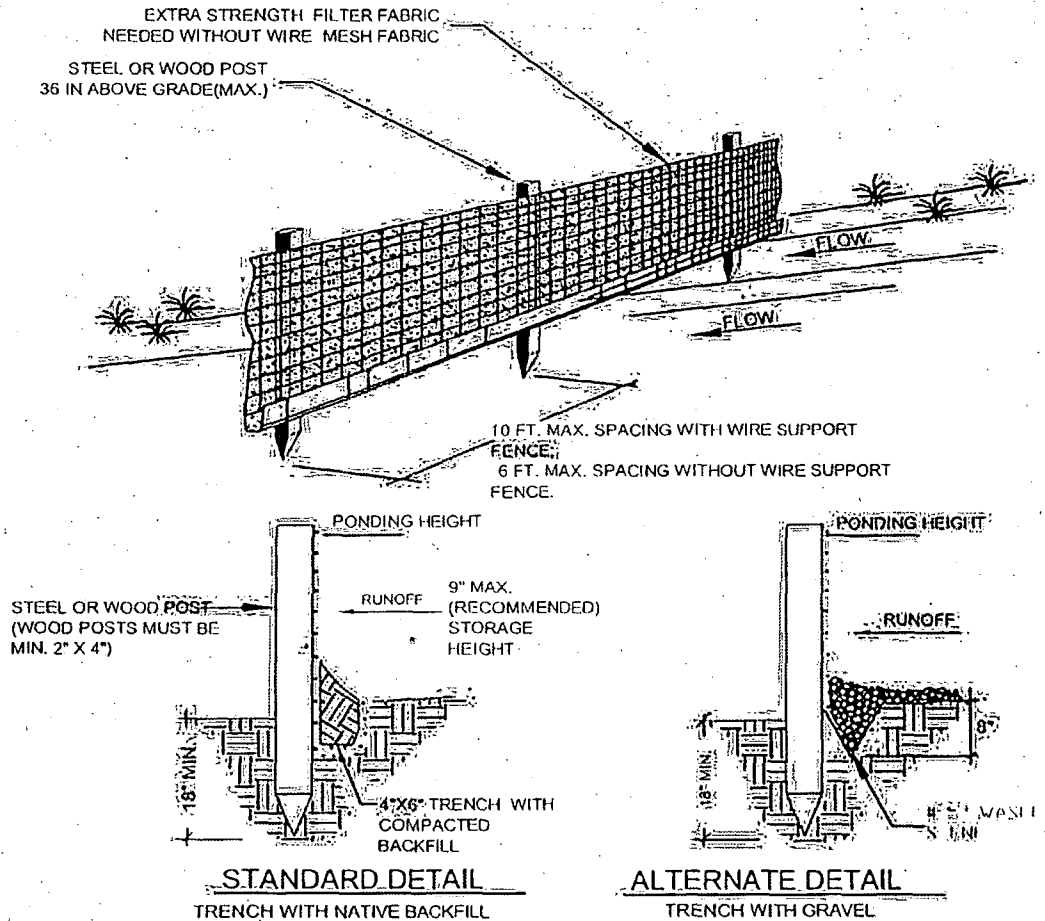 EXTRA STRENGTH FILTER FABRIC
NEEDED WITHOUT WIRE MESH FABRIC
STEEL OR WOOD POST
36 IN ABOVE GRADE(MAX.)
FLOW
FLOW
10 FT. MAX. SPACING WITH WIRE SUPPORT
FENCE.
6 FT. MAX. SPACING WITHOUT WIRE SUPPORT
FENCE.
PONDING HEIGHT
STEEL OR WOOD POST
(WOOD POSTS MUST BE
MIN. 2" X 4")
RUNOFF
9" MAX.
(RECOMMENDED)
STORAGE
HEIGHT
18" MIN.
4"X6" TRENCH WITH
COMPACTED
BACKFILL
STANDARD DETAIL
TRENCH WITH NATIVE BACKFILL
PONDING HEIGHT
RUNOFF
18" MIN.
8"
ALTERNATE DETAIL
TRENCH WITH GRAVEL